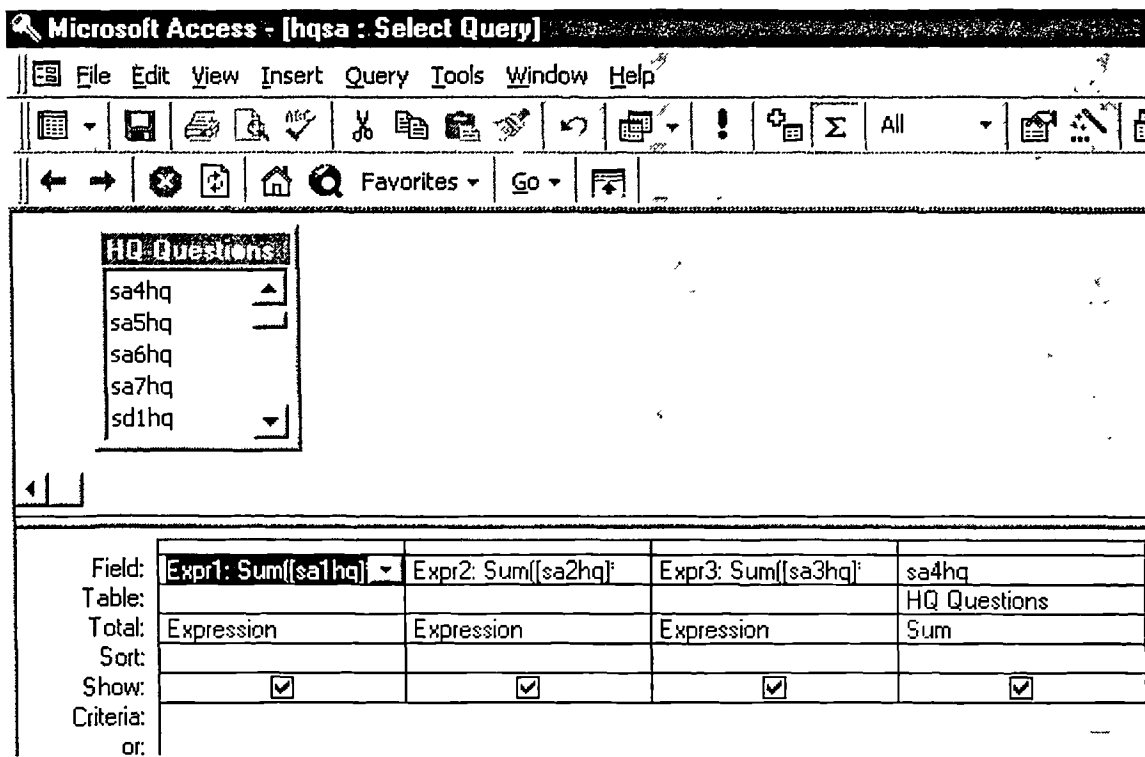 Microsoft Access - [hqsa : Select Query]
File Edit View Insert Query Tools Window Help
ABC Σ All
Favorites Go
HQ Questions
sa4hq
sa5hq
sa6hq
sa7hq
sd1hq
Field: Expr1: Sum([sa1hq] Expr2: Sum([sa2hq] Expr3: Sum([sa3hq] sa4hq
Table: HQ Questions
Total: Expression Expression Expression Sum
Sort:
Show:
Criteria:
or: